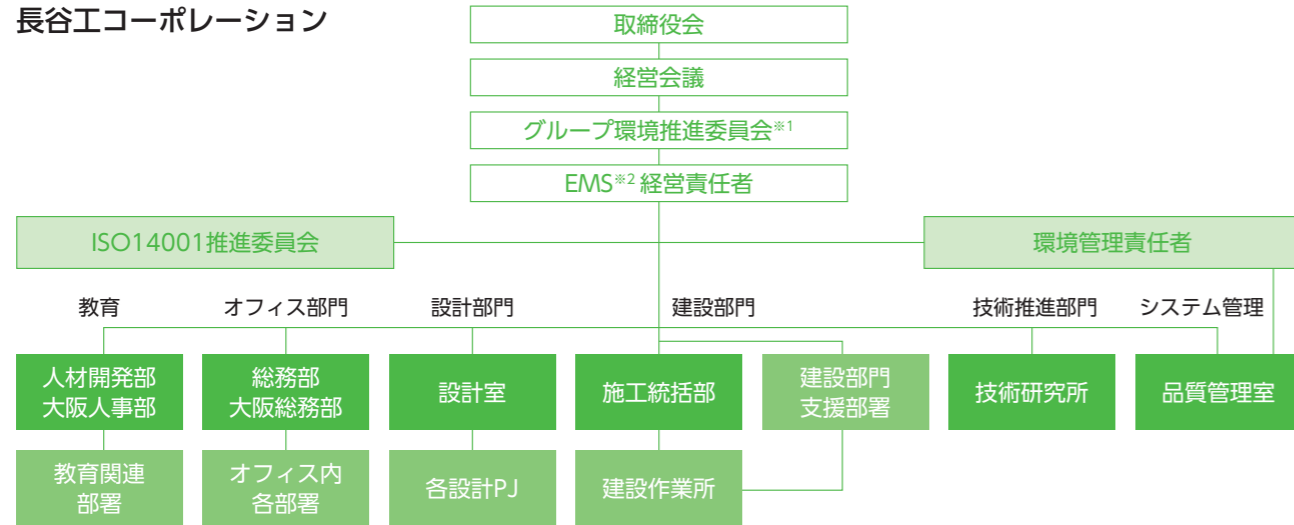 長谷工コーポレーション
取締役会
経営会議
グループ環境推進委員会※1
EMS※2 経営責任者
ISO14001推進委員会
環境管理責任者
教育
オフィス部門
設計部門
建設部門
技術推進部門
システム管理
人材開発部
大阪人事部
総務部
大阪総務部
設計室
施工統括部
建設部門
支援部署
技術研究所
品質管理室
教育関連
部署
オフィス内
各部署
各設計PJ
建設作業所